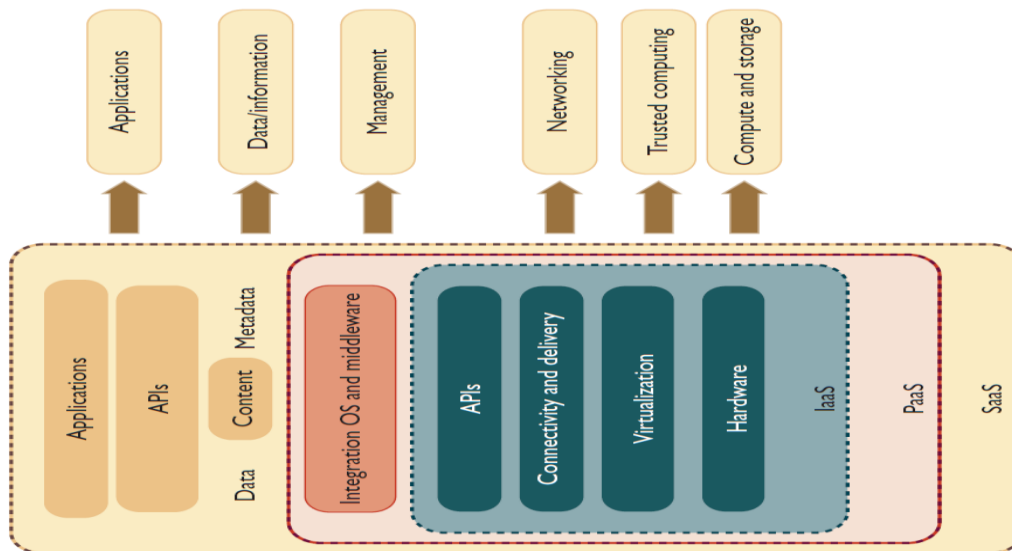 Applications
Data/information
Management
Networking
Trusted computing
Compute and storage
Applications
APIs
Data
Content
Metadata
Integration OS and middleware
APIs
Connectivity and delivery
Virtualization
Hardware
IaaS
PaaS
SaaS